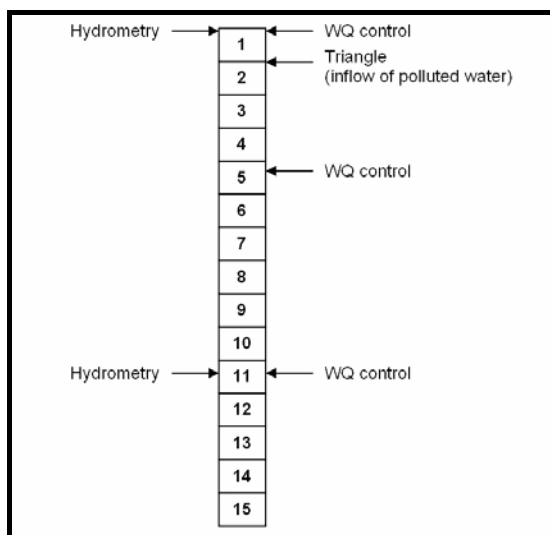 Hydrometry
WQ control
1
Triangle
(inflow of polluted water)
2
3
4
5
WQ control
6
7
8
9
10
Hydrometry
11
WQ control
12
13
14
15